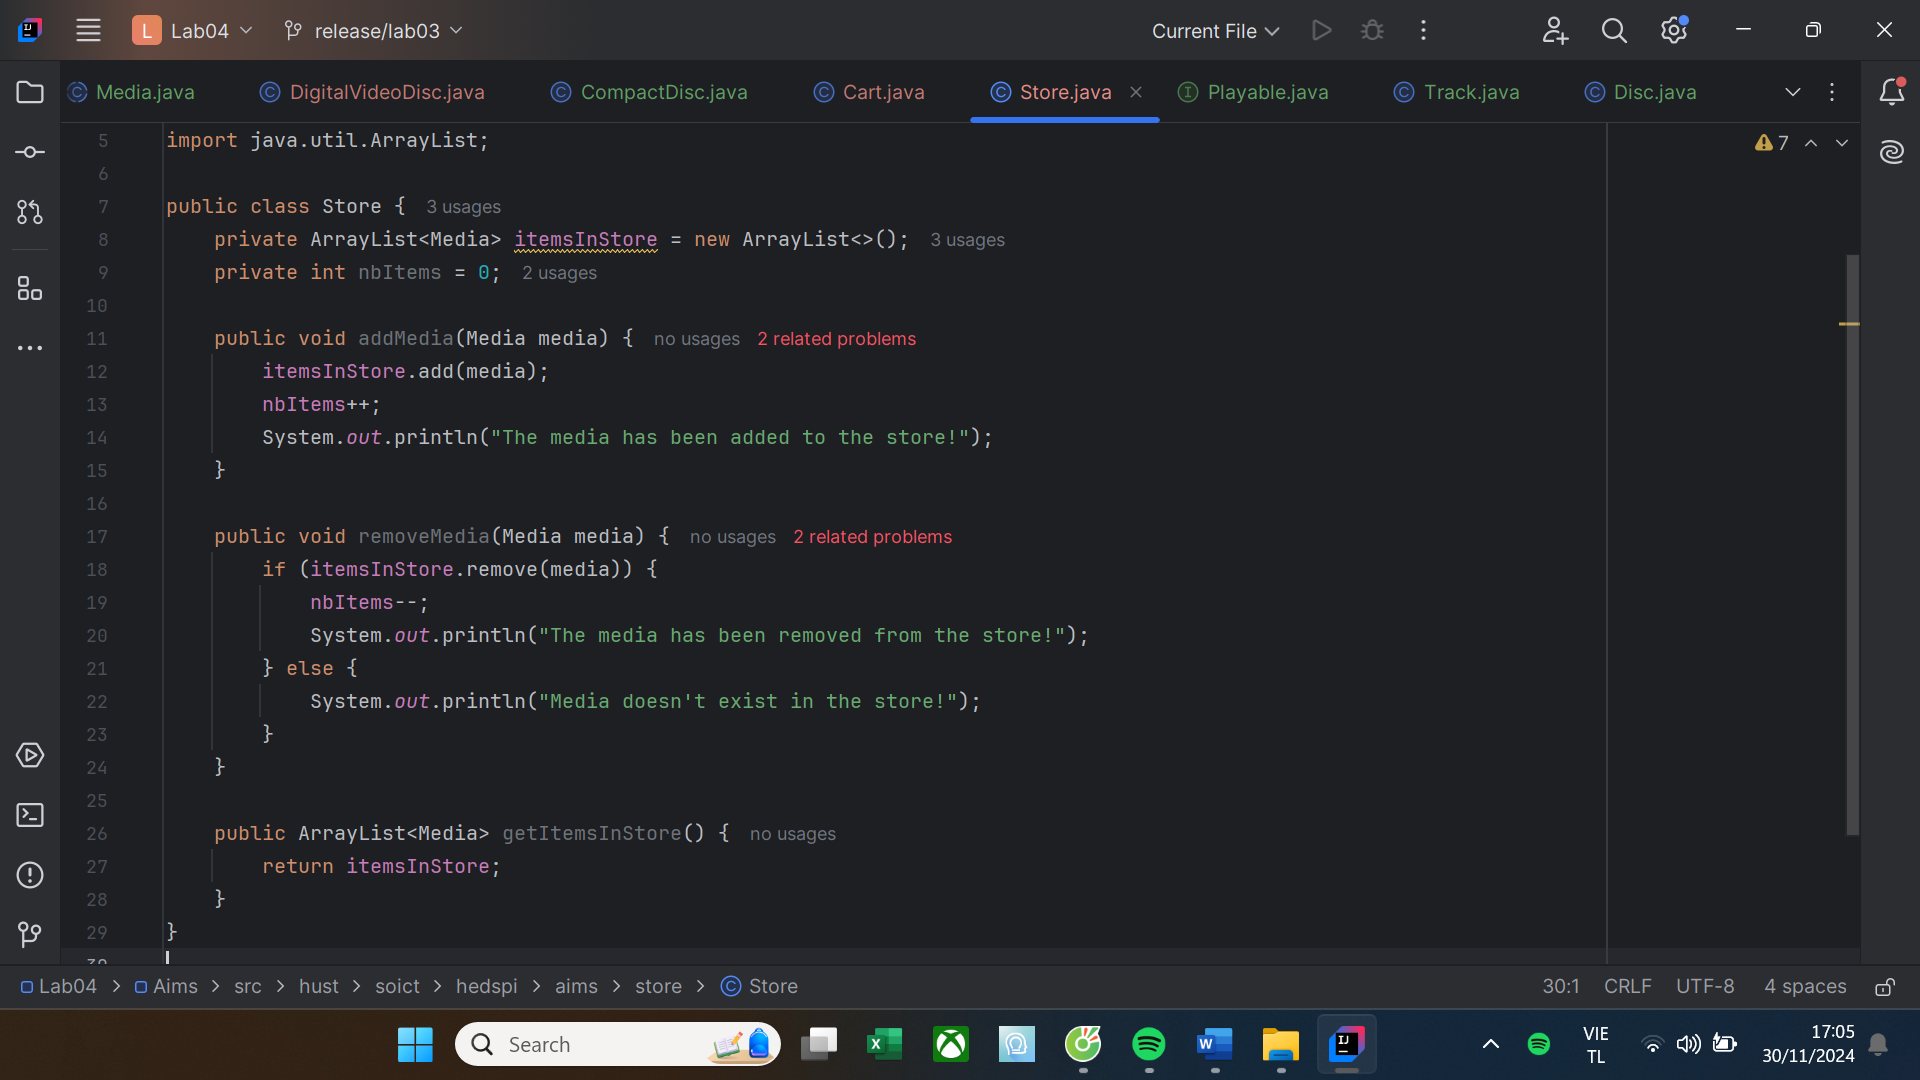 L Lab04 release/lab03 Current File
Media.java DigitalVideoDisc.java CompactDisc.java Cart.java Store.java Playable.java Track.java Disc.java
5 import java.util.ArrayList;
6
7 public class Store { 3 usages
8 private ArrayList<Media> itemsInStore = new ArrayList<>(); 3 usages
9 private int nbItems = 0; 2 usages
10
11 public void addMedia(Media media) { no usages 2 related problems
12 itemsInStore.add(media);
13 nbItems++;
14 System.out.println("The media has been added to the store!");
15 }
16
17 public void removeMedia(Media media) { no usages 2 related problems
18 if (itemsInStore.remove(media)) {
19 nbItems--;
20 System.out.println("The media has been removed from the store!");
21 } else {
22 System.out.println("Media doesn't exist in the store!");
23 }
24 }
25
26 public ArrayList<Media> getItemsInStore() { no usages
27 return itemsInStore;
28 }
29 }
30
7
Lab04 > Aims > src > hust > soict > hedspi > aims > store > Store 30:1 CRLF UTF-8 4 spaces
Search VIE 17:05
TL 30/11/2024